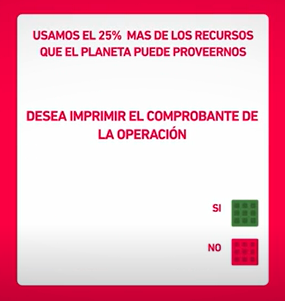 USAMOS EL 25% MAS DE LOS RECURSOS
QUE EL PLANETA PUEDE PROVEERNOS
DESEA IMPRIMIR EL COMPROBANTE DE
LA OPERACIÓN
SI
NO